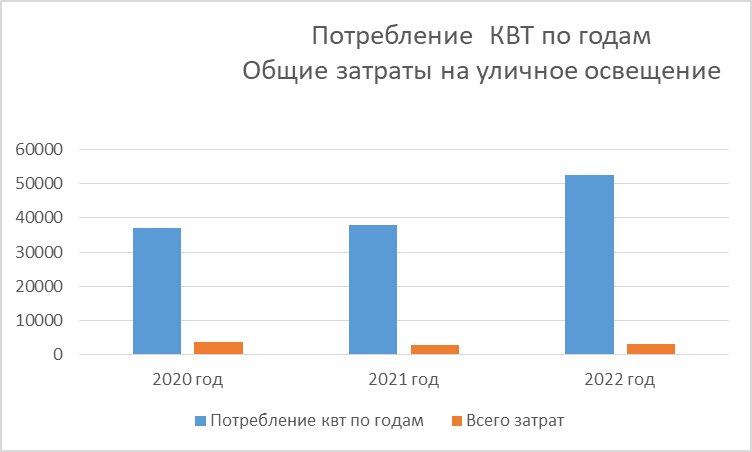 Потребление  КВТ по годам
Общие затраты на уличное освещение
60000
50000
40000
30000
20000
10000
0
2020 год
2021 год
2022 год
Потребление квт по годам
Всего затрат